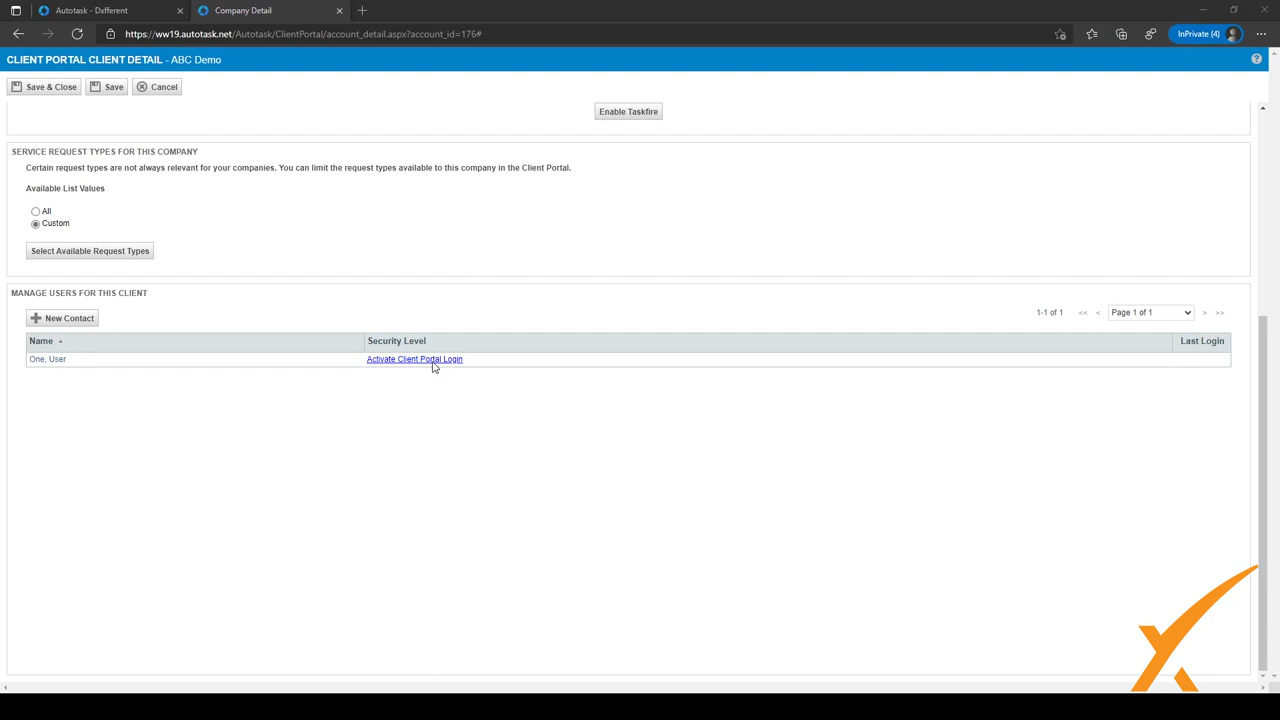 Autotask - Dxfferent
Company Detail
https://ww19.autotask.net/Autotask/ClientPortal/account_detail.aspx?account_id=176#
InPrivate (4)
CLIENT PORTAL CLIENT DETAIL - ABC Demo
Save & Close
Save
Cancel
Enable Taskfire
SERVICE REQUEST TYPES FOR THIS COMPANY
Certain request types are not always relevant for your companies. You can limit the request types available to this company in the Client Portal.
Available List Values
All
Custom
Select Available Request Types
MANAGE USERS FOR THIS CLIENT
New Contact
1-1 of 1 << < Page 1 of 1 > >>
Name Security Level Last Login
One, User Activate Client Portal Login